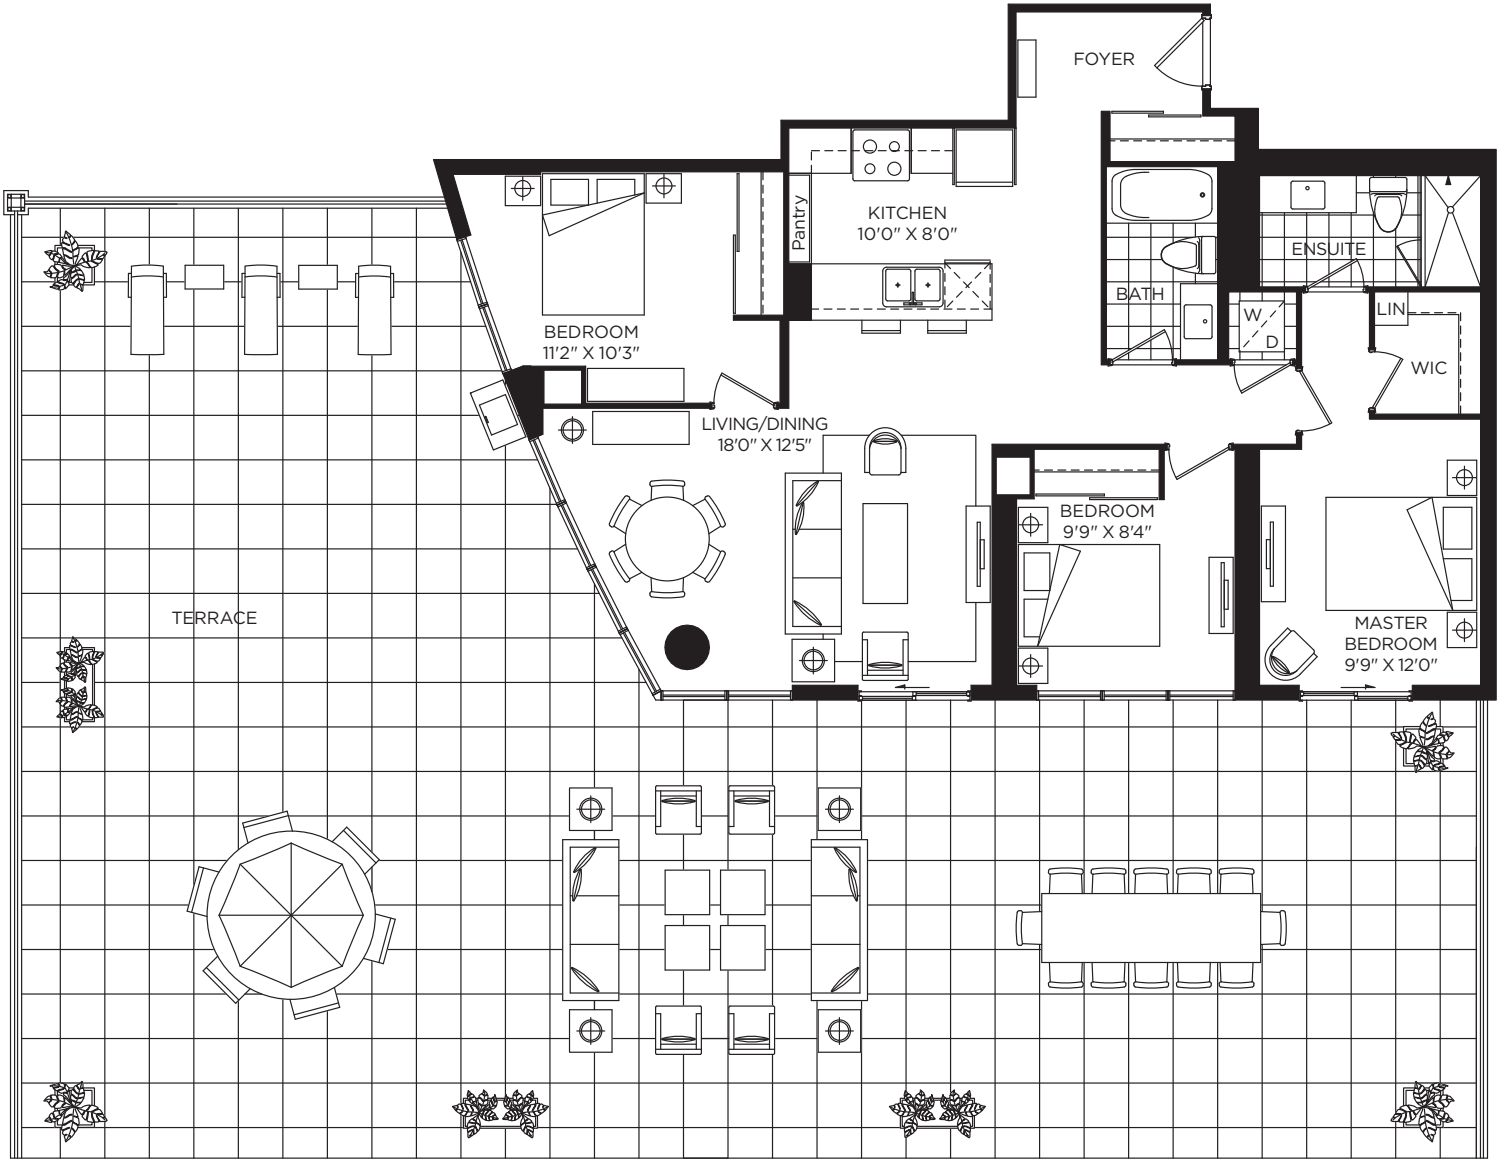 FOYER
Pantry
KITCHEN
10'0" X 8'0"
ENSUITE
BATH
LIN
W
D
WIC
BEDROOM
11'2" X 10'3"
LIVING/DINING
18'0" X 12'5"
BEDROOM
9'9" X 8'4"
TERRACE
MASTER
BEDROOM
9'9" X 12'0"